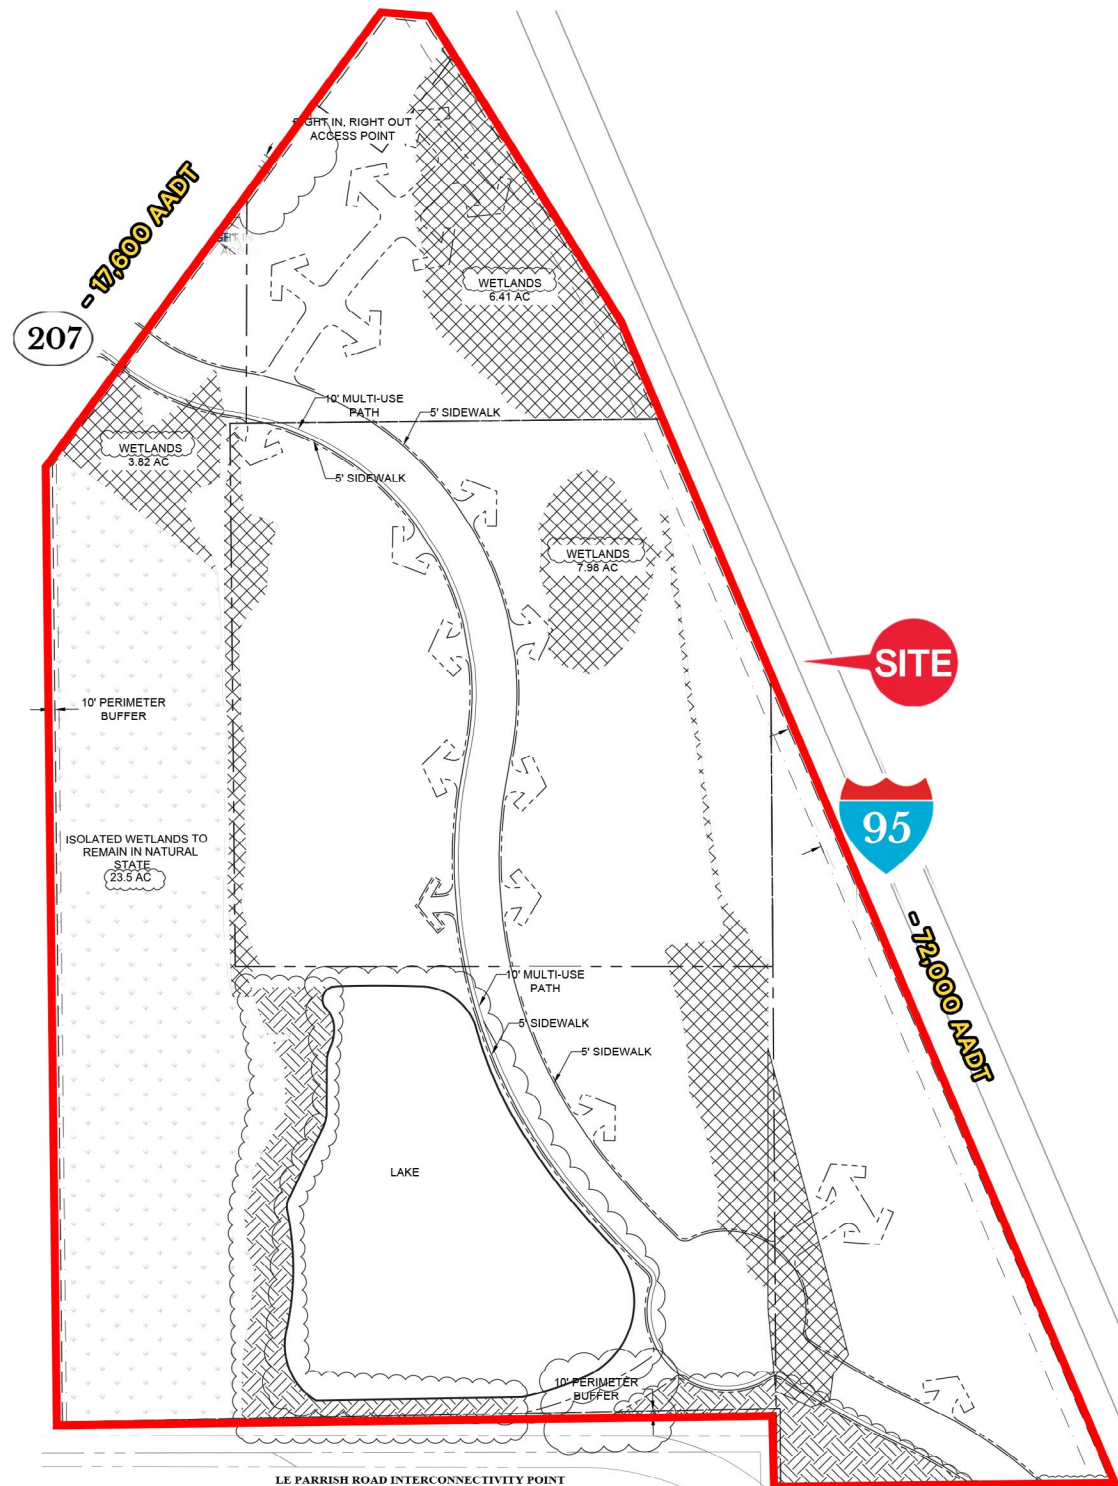 RIGHT IN, RIGHT OUT
ACCESS POINT
- 17,600 AADT
207
WETLANDS
6.41 AC
10' MULTI-USE
PATH
5' SIDEWALK
WETLANDS
3.82 AC
5' SIDEWALK
WETLANDS
7.98 AC
SITE
10' PERIMETER
BUFFER
95
ISOLATED WETLANDS TO
REMAIN IN NATURAL
STATE
23.5 AC
- 72,000 AADT
10' MULTI-USE
PATH
5' SIDEWALK
5' SIDEWALK
LAKE
10' PERIMETER
BUFFER
LE PARRISH ROAD INTERCONNECTIVITY POINT